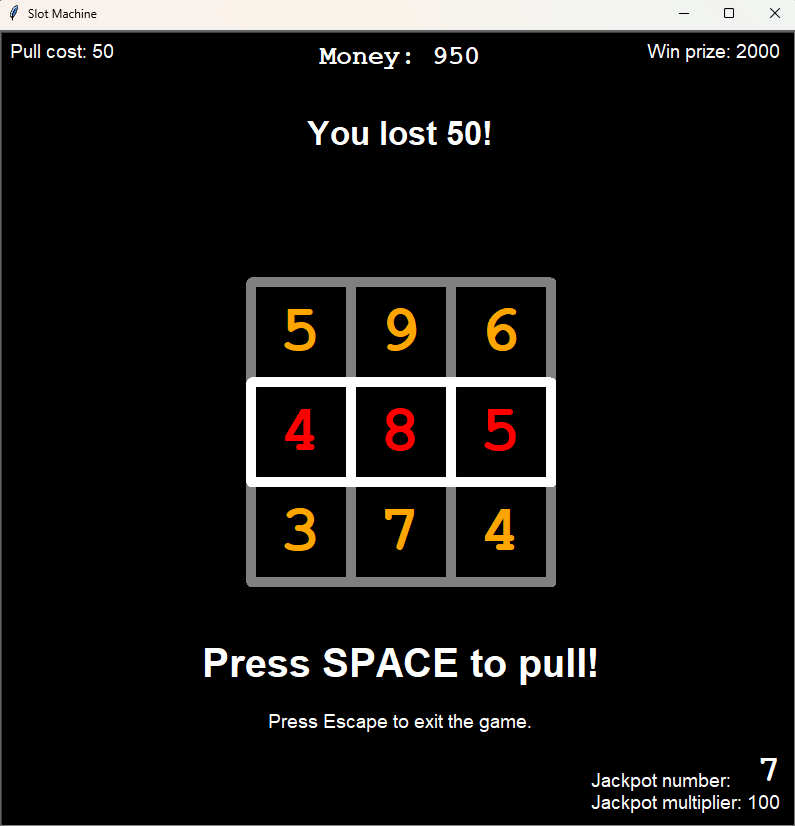 Slot Machine
Pull cost: 50 Money: 950 Win prize: 2000
You lost 50!
5 9 6
4 8 5
3 7 4
Press SPACE to pull!
Press Escape to exit the game.
Jackpot number: 7
Jackpot multiplier: 100